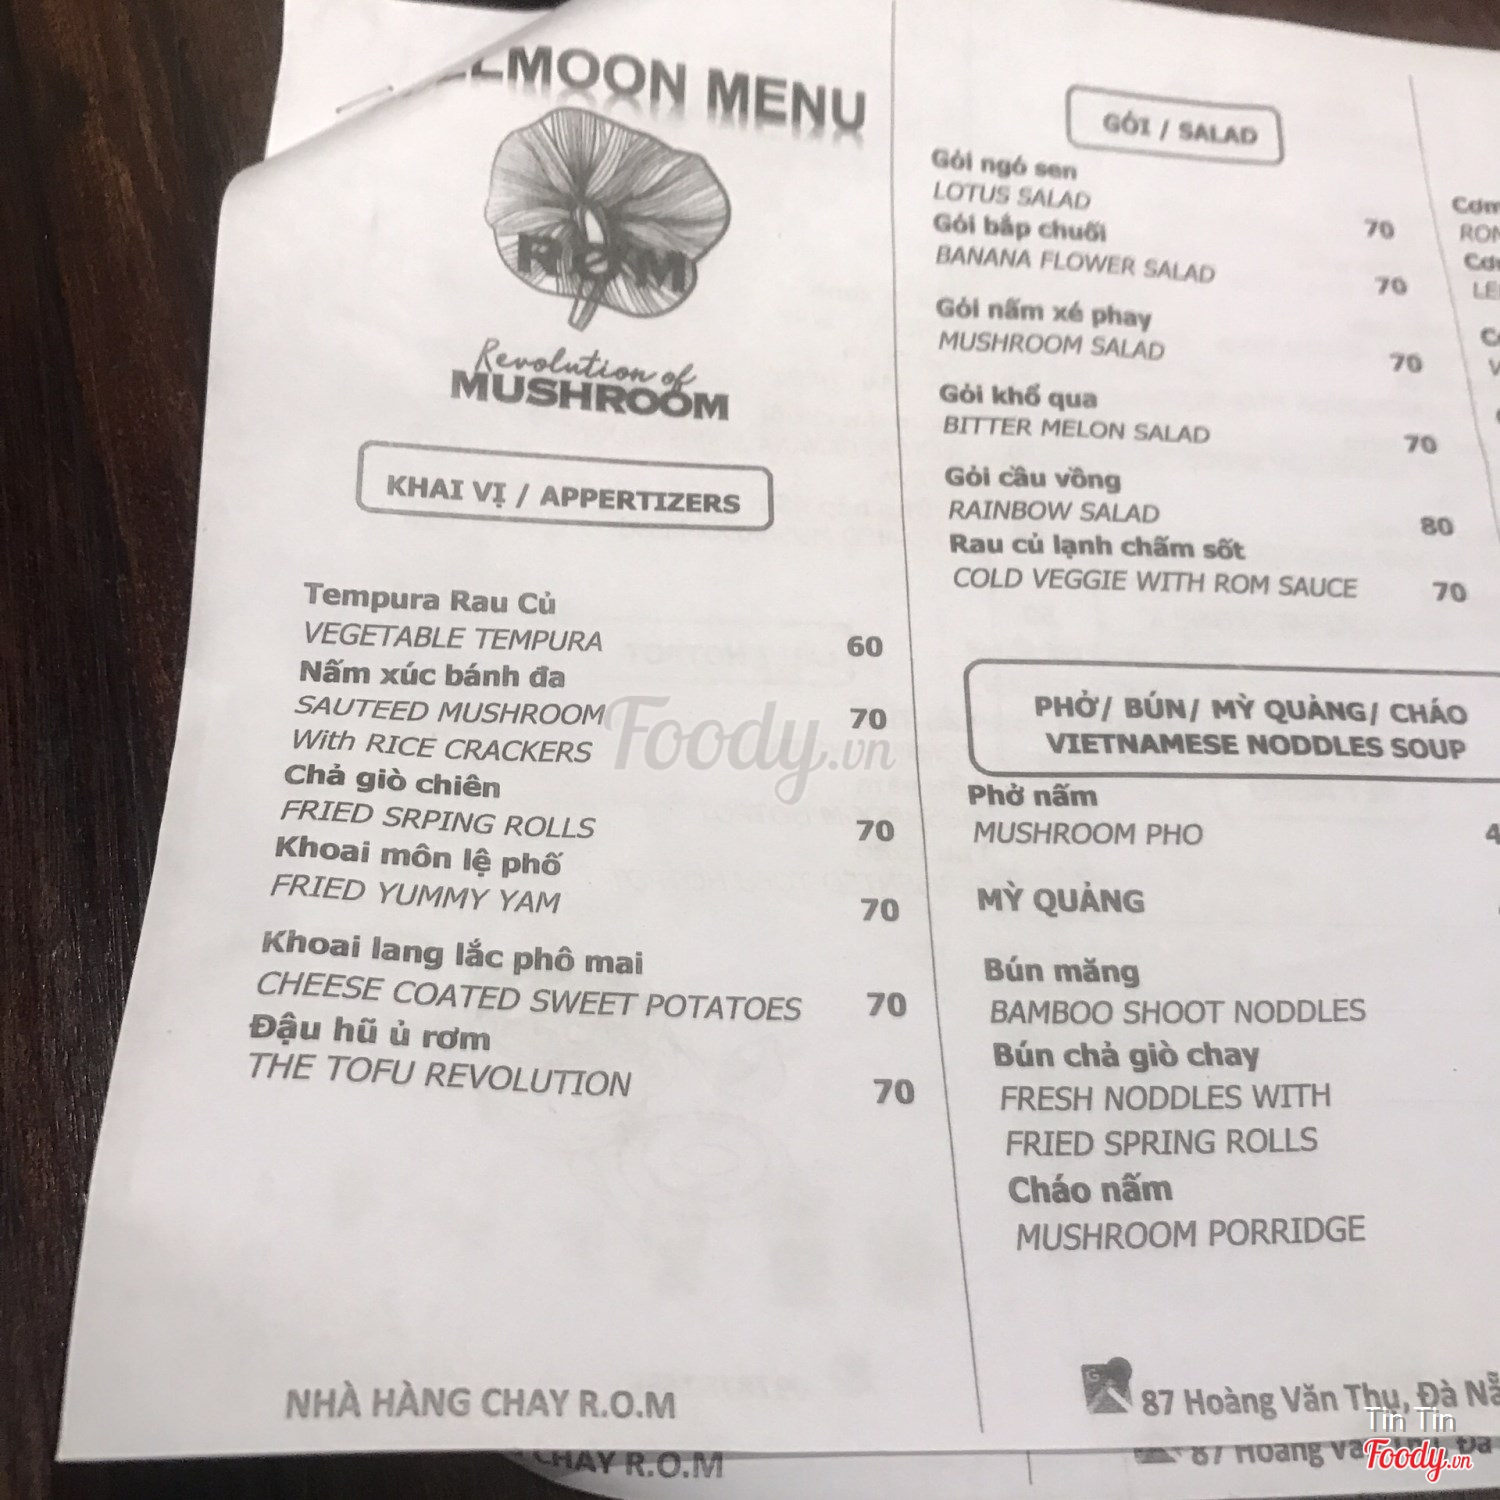 MOON MENU
ROM
Revolution of
MUSHROOM
KHAI VỊ / APPERTIZERS
Tempura Rau Củ
VEGETABLE TEMPURA 60
Nấm xúc bánh đa
SAUTEED MUSHROOM 70
With RICE CRACKERS
Chả giò chiên
FRIED SRPING ROLLS 70
Khoai môn lệ phố
FRIED YUMMY YAM 70
Khoai lang lắc phô mai
CHEESE COATED SWEET POTATOES 70
Đậu hũ ủ rơm
THE TOFU REVOLUTION 70
NHÀ HÀNG CHAY R.O.M
GỎI / SALAD
Gỏi ngó sen
LOTUS SALAD 70
Gỏi bắp chuối
BANANA FLOWER SALAD 70
Gỏi nấm xé phay
MUSHROOM SALAD 70
Gỏi khổ qua
BITTER MELON SALAD 70
Gỏi cầu vồng
RAINBOW SALAD 80
Rau củ lạnh chấm sốt
COLD VEGGIE WITH ROM SAUCE 70
PHỞ/ BÚN/ MỲ QUẢNG/ CHÁO
VIETNAMESE NODDLES SOUP
Phở nấm
MUSHROOM PHO
MỲ QUẢNG
Bún măng
BAMBOO SHOOT NODDLES
Bún chả giò chay
FRESH NODDLES WITH
FRIED SPRING ROLLS
Cháo nấm
MUSHROOM PORRIDGE
87 Hoàng Văn Thụ, Đà Nẵ
Cơm
CHAY R.O.M
87 Hoàng
Foody.vn
Tin Tin
Foody.vn